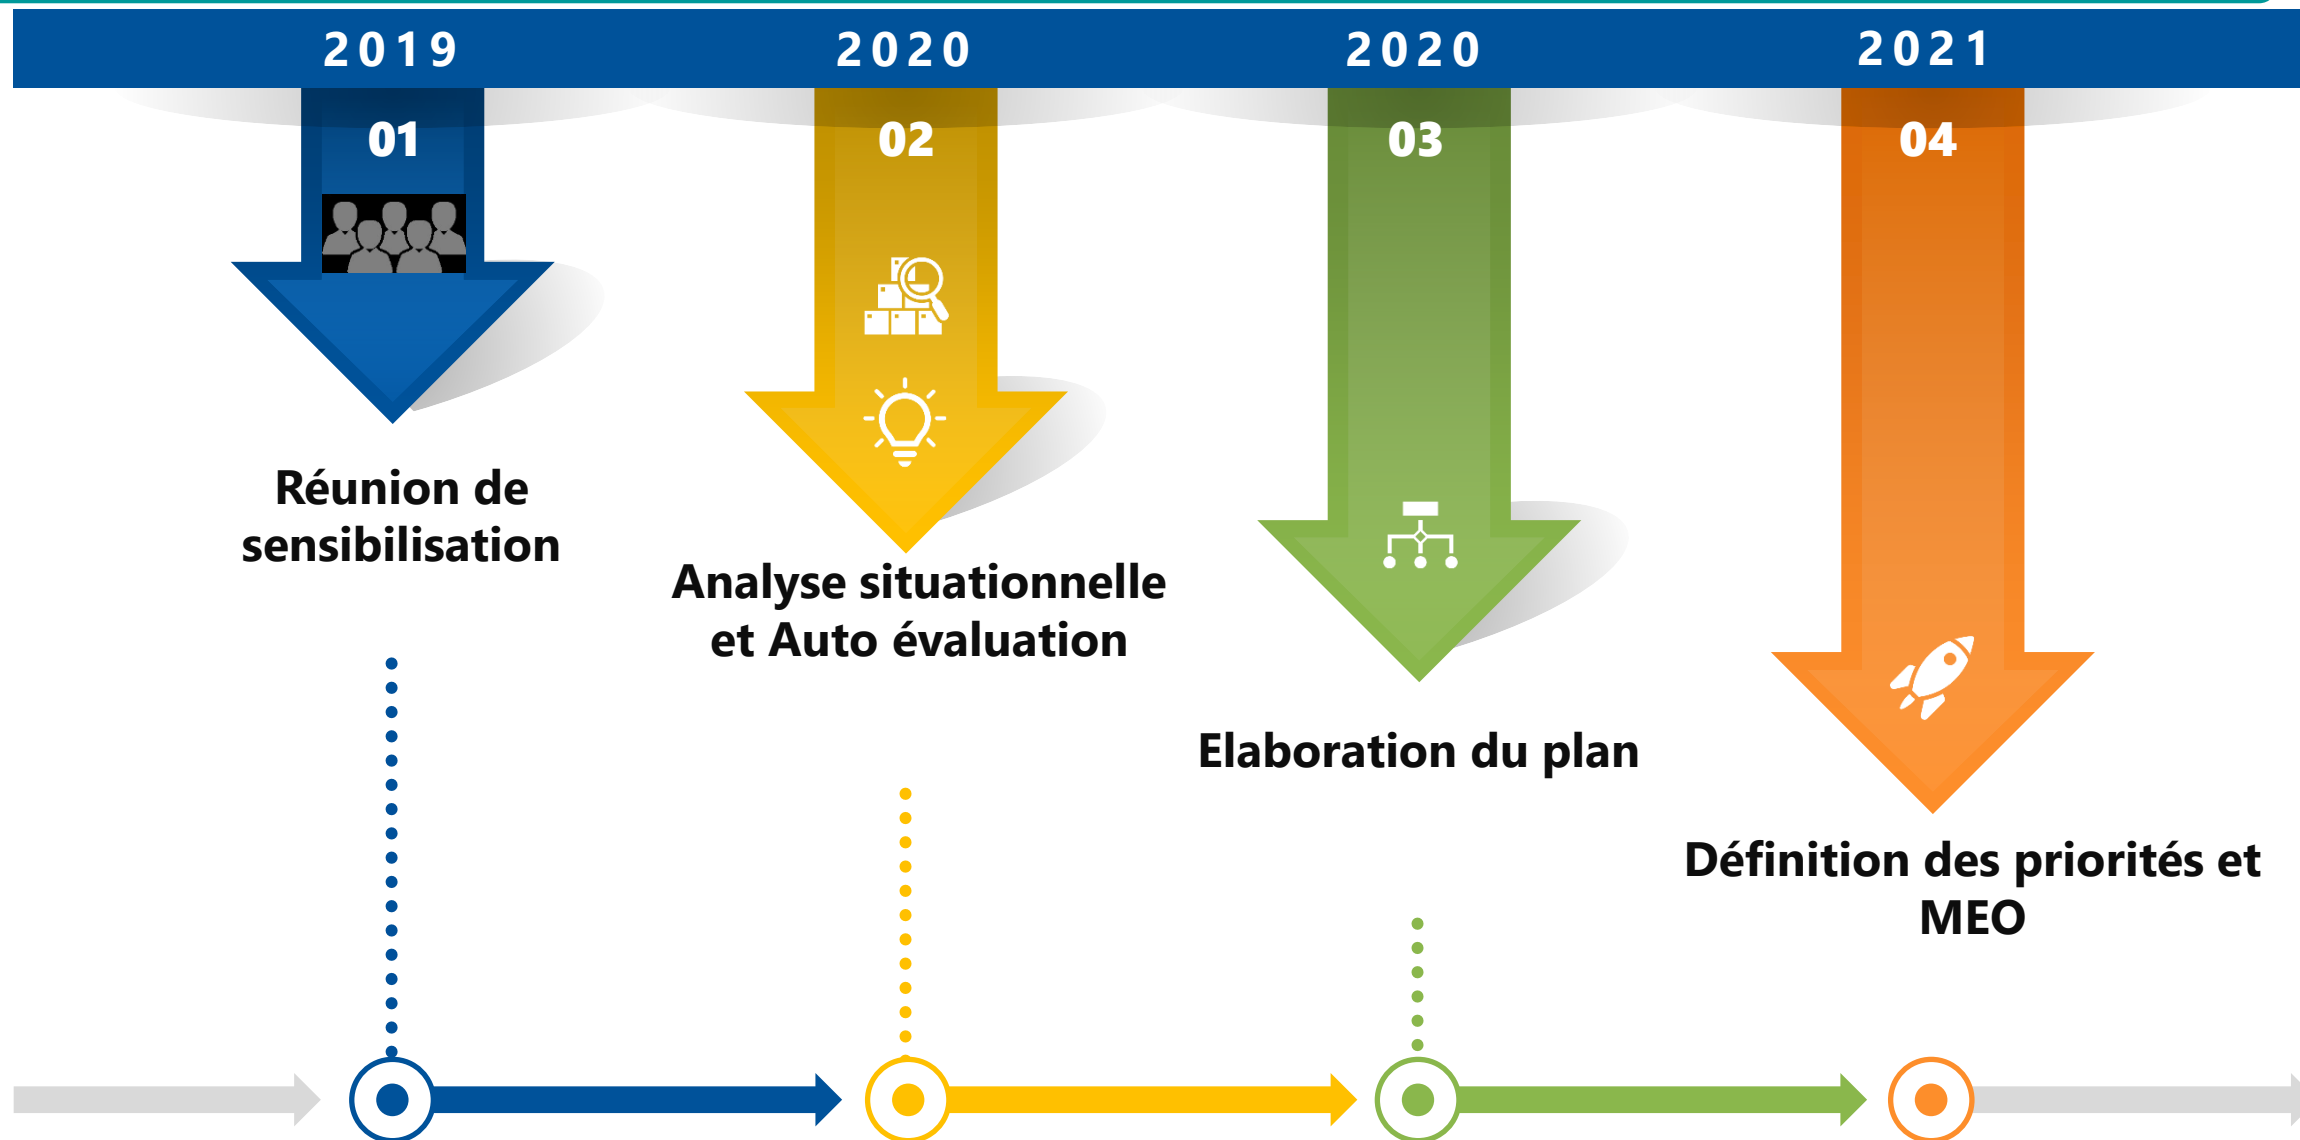 2019
2020
2020
2021
01
02
03
04
Réunion de
sensibilisation
Analyse situationnelle
et Auto évaluation
Elaboration du plan
Définition des priorités et
MEO